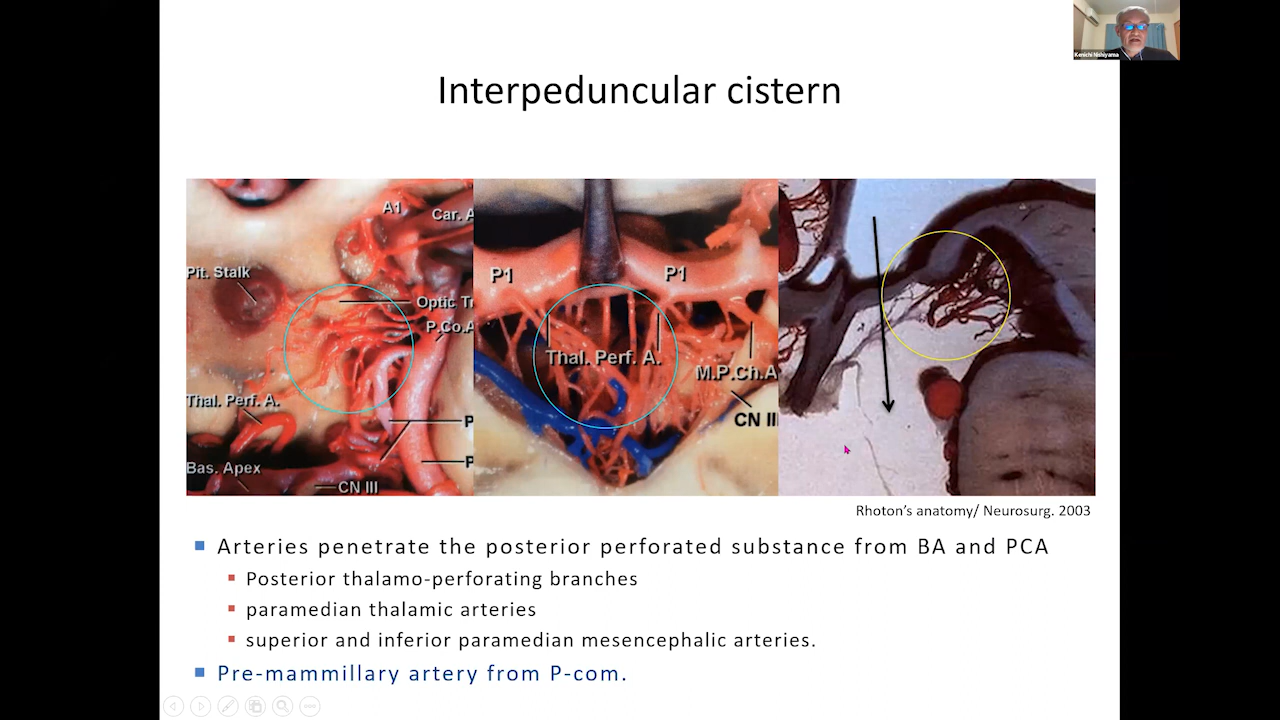 Kenichi Nishiyama
Interpeduncular cistern
A1
Car. A
Pit. Stalk
Optic Tr
P.Co.A
Thal. Perf. A.
P
P
Bas. Apex
CN III
P1
P1
Thal. Perf. A.
M.P.Ch.A
CN III
Rhoton's anatomy/ Neurosurg. 2003
Arteries penetrate the posterior perforated substance from BA and PCA
Posterior thalamo-perforating branches
paramedian thalamic arteries
superior and inferior paramedian mesencephalic arteries.
Pre-mammillary artery from P-com.